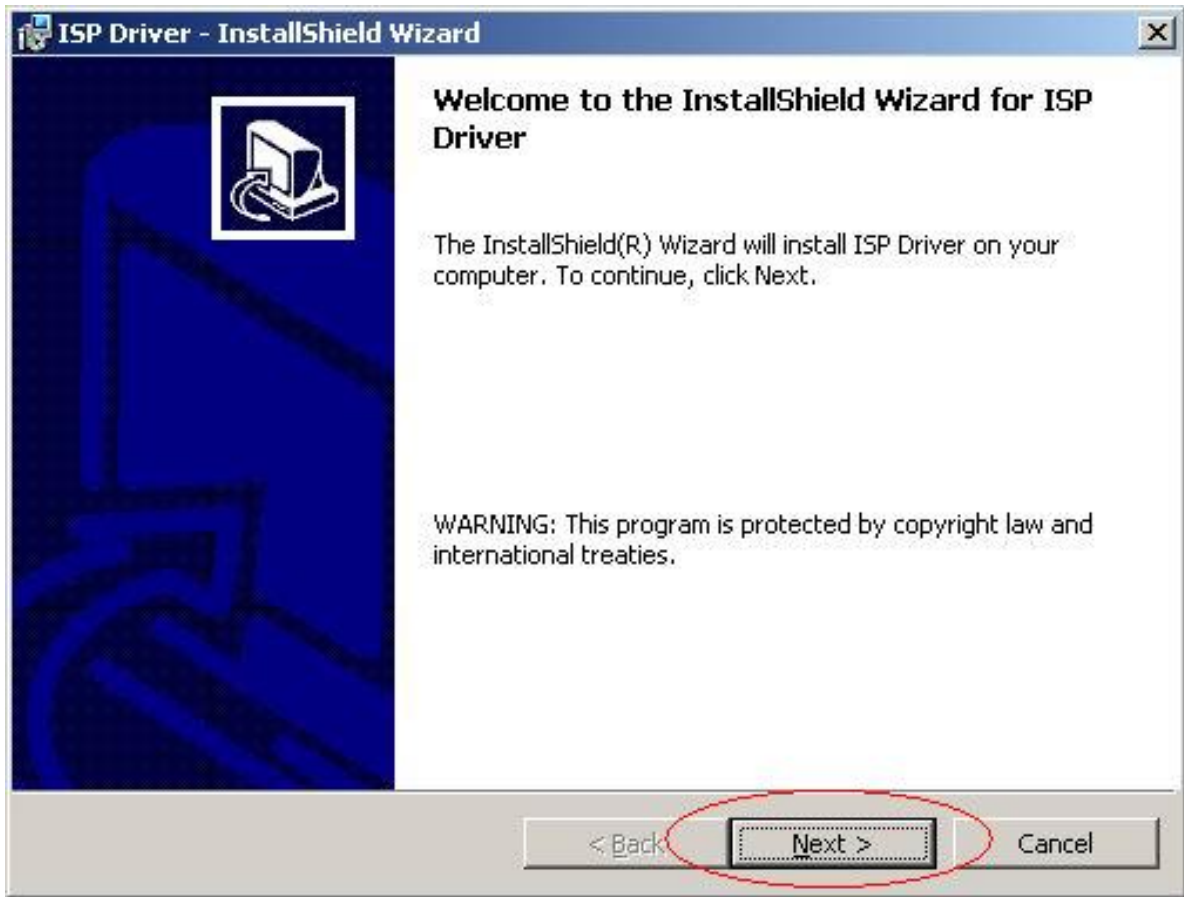 ISP Driver - InstallShield Wizard
Welcome to the InstallShield Wizard for ISP
Driver
The InstallShield(R) Wizard will install ISP Driver on your
computer. To continue, click Next.
WARNING: This program is protected by copyright law and
international treaties.
< Back
Next >
Cancel